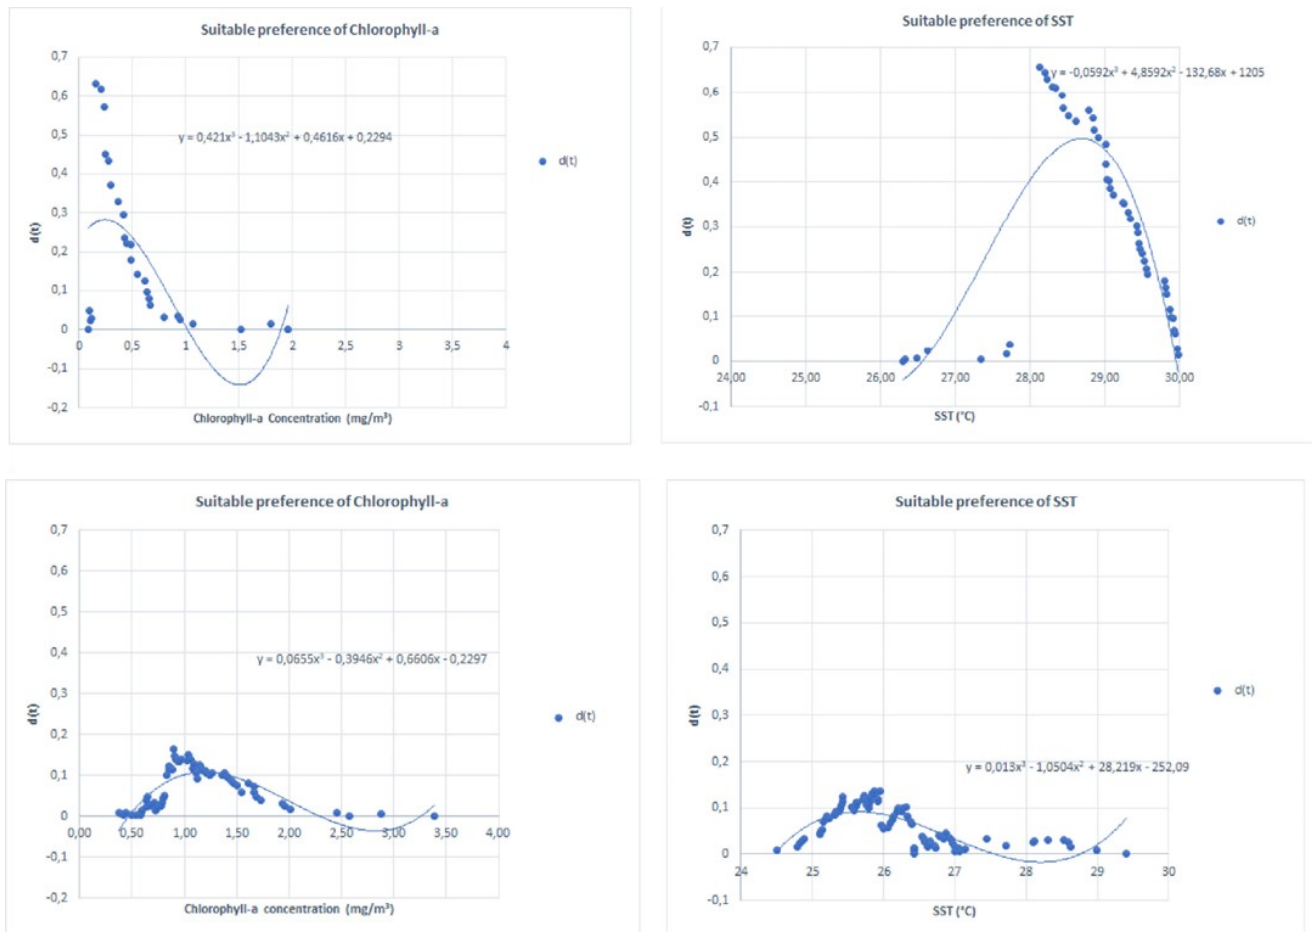 Suitable preference of Chlorophyll-a
0,7
0,6
0,5
0,4
0,3
0,2
0,1
0
-0,1
-0,2
d(t)
y = 0,421x³ - 1,1043x² + 0,4616x + 0,2294
d(t)
0 0,5 1 1,5 2 2,5 3 3,5 4
Chlorophyll-a Concentration (mg/m³)
Suitable preference of SST
0,7
0,6
0,5
0,4
0,3
0,2
0,1
0
-0,1
d(t)
y = -0,0592x³ + 4,8592x² - 132,68x + 1205
d(t)
24,00 25,00 26,00 27,00 28,00 29,00 30,00
SST (°C)
Suitable preference of Chlorophyll-a
0,7
0,6
0,5
0,4
0,3
0,2
0,1
0
-0,1
-0,2
d(t)
y = 0,0655x³ - 0,3946x² + 0,6606x - 0,2297
d(t)
0,00 0,50 1,00 1,50 2,00 2,50 3,00 3,50 4,00
Chlorophyll-a concentration (mg/m³)
Suitable preference of SST
0,7
0,6
0,5
0,4
0,3
0,2
0,1
0
-0,1
d(t)
y = 0,013x³ - 1,0504x² + 28,219x - 252,09
d(t)
24 25 26 27 28 29 30
SST (°C)